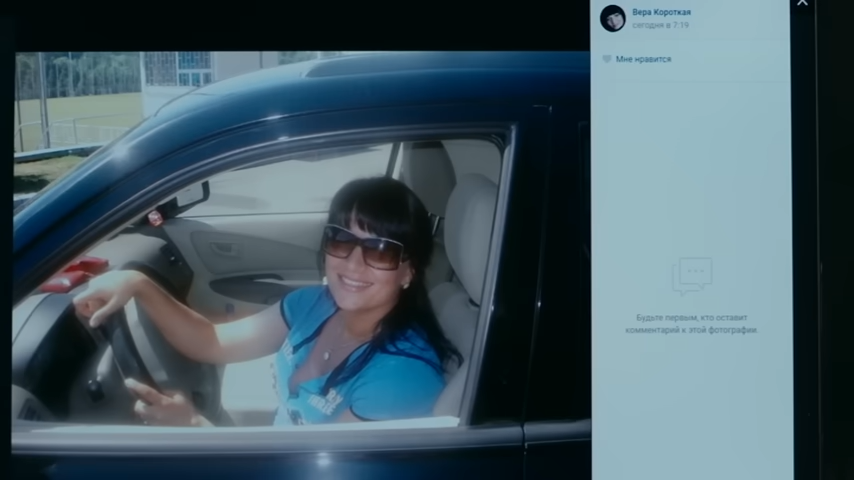 Вера Короткая
сегодня в 7:19
Мне нравится
Будьте первым, кто оставит
комментарий к этой фотографии